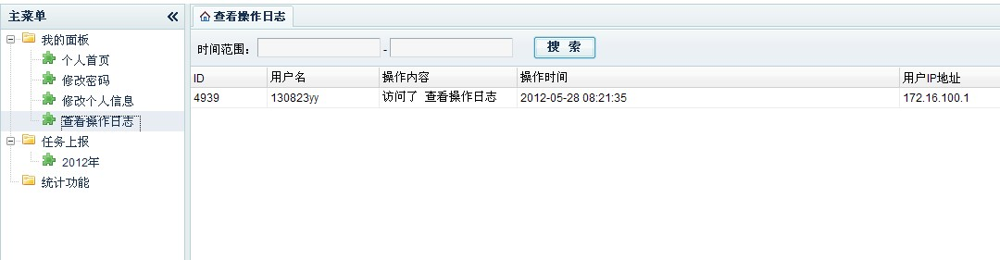 主菜单
我的面板
个人首页
修改密码
修改个人信息
查看操作日志
任务上报
2012年
统计功能
查看操作日志
时间范围： - 搜 索
ID 用户名 操作内容 操作时间 用户IP地址
4939 130823yy 访问了 查看操作日志 2012-05-28 08:21:35 172.16.100.1